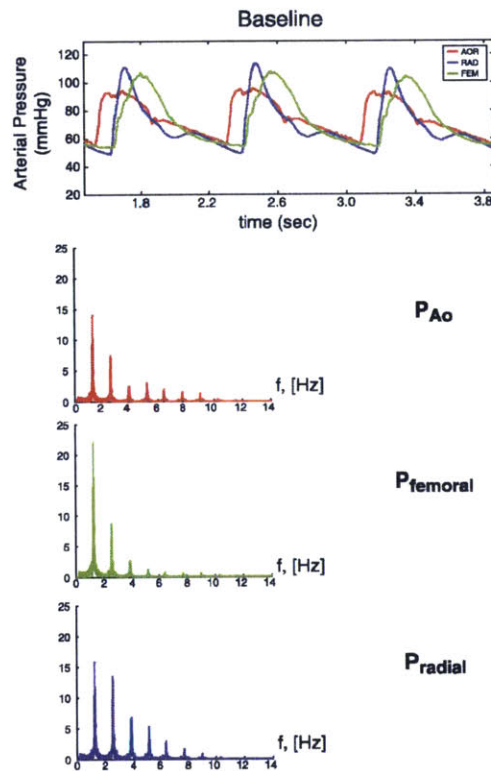 Baseline
Arterial Pressure
(mmHg)
120
100
80
60
40
20
AOR
RAD
FEM
1.8 2.2 2.6 3.0 3.4 3.8
time (sec)
25
20
15
10
5
0
0 2 4 6 8 10 12 14
f, [Hz]
PAo
25
20
15
10
5
0
0 2 4 6 8 10 12 14
f, [Hz]
Pfemoral
25
20
15
10
5
0
0 2 4 6 8 10 12 14
f, [Hz]
Pradial